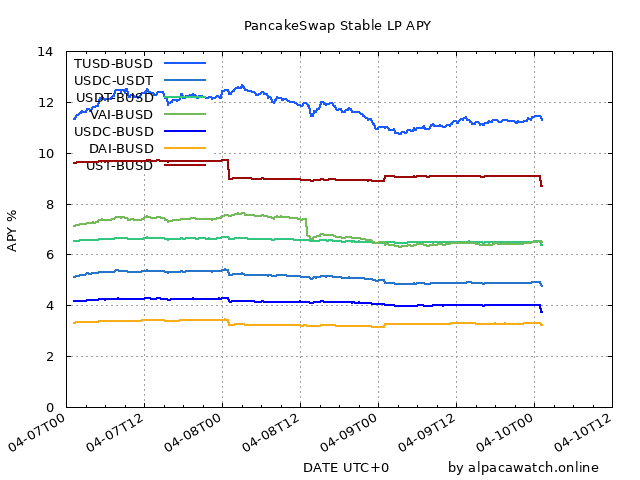 PancakeSwap Stable LP APY
14
12
10
8
6
4
2
0
APY %
TUSD-BUSD
USDC-USDT
USDT-BUSD
VAI-BUSD
USDC-BUSD
DAI-BUSD
UST-BUSD
04-07T00
04-07T12
04-08T00
04-08T12
04-09T00
04-09T12
04-10T00
04-10T12
DATE UTC+0
by alpacawatch.online